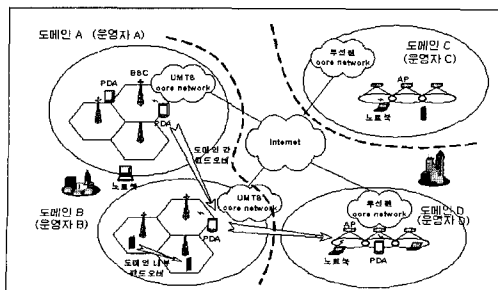 도메인 A (운영자 A)
BBC
PDA
UMTS
core network
PDA
무선랜
core network
도메인 C
(운영자 C)
AP
노트북
Internet
도메인 간
핸드오버
노트북
도메인 B
(운영자 B)
UMTS
core network
PDA
도메인 내부
핸드오버
무선랜
core network
도메인 D
(운영자 D)
AP
노트북
PDA